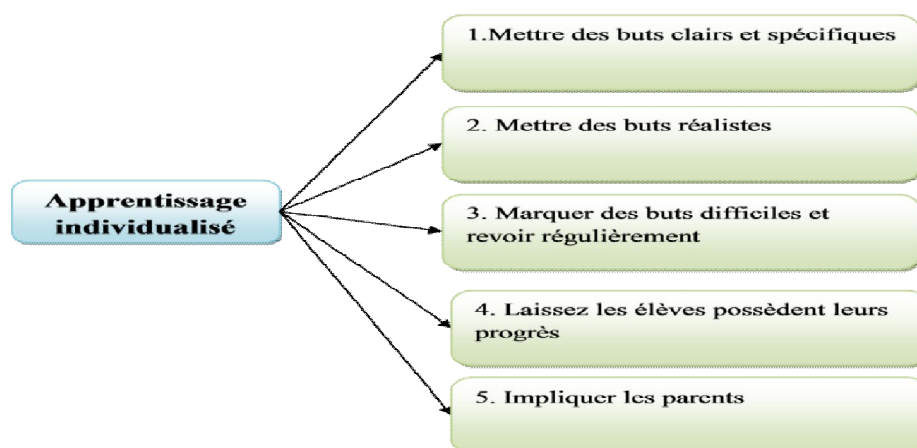 1.Mettre des buts clairs et spécifiques
2. Mettre des buts réalistes
Apprentissage
individualisé
3. Marquer des buts difficiles et
revoir régulièrement
4. Laissez les élèves possèdent leurs
progrès
5. Impliquer les parents